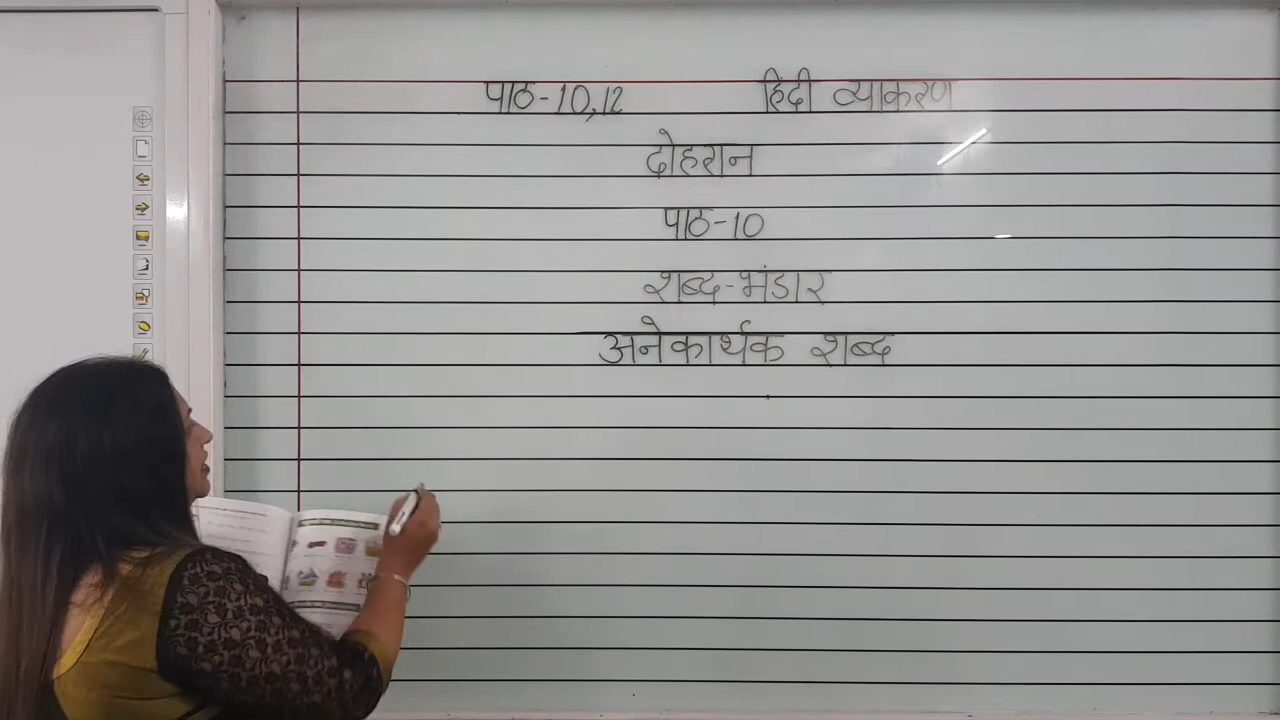 पाठ-10,12 हिंदी व्याकरण
दोहरान
पाठ-10
शब्द-भंडार
अनेकार्थक शब्द